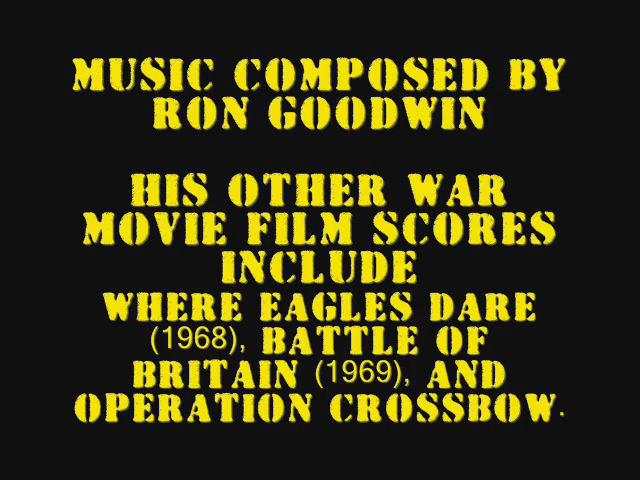 MUSIC COMPOSED BY
RON GOODWIN
HIS OTHER WAR
MOVIE FILM SCORES
INCLUDE
WHERE EAGLES DARE
(1968), BATTLE OF
BRITAIN (1969), AND
OPERATION CROSSBOW.